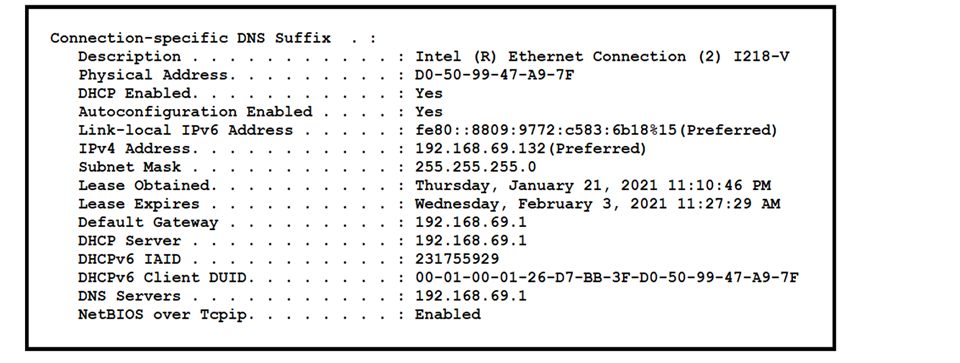 Connection-specific DNS Suffix  . :
Description . . . . . . . . . . . : Intel (R) Ethernet Connection (2) I218-V
Physical Address. . . . . . . . . : D0-50-99-47-A9-7F
DHCP Enabled. . . . . . . . . . . : Yes
Autoconfiguration Enabled . . . . : Yes
Link-local IPv6 Address . . . . . : fe80::8809:9772:c583:6b18%15(Preferred)
IPv4 Address. . . . . . . . . . . : 192.168.69.132(Preferred)
Subnet Mask . . . . . . . . . . . : 255.255.255.0
Lease Obtained. . . . . . . . . . : Thursday, January 21, 2021 11:10:46 PM
Lease Expires . . . . . . . . . . : Wednesday, February 3, 2021 11:27:29 AM
Default Gateway . . . . . . . . . : 192.168.69.1
DHCP Server . . . . . . . . . . . : 192.168.69.1
DHCPv6 IAID . . . . . . . . . . . : 231755929
DHCPv6 Client DUID. . . . . . . . : 00-01-00-01-26-D7-BB-3F-D0-50-99-47-A9-7F
DNS Servers . . . . . . . . . . . : 192.168.69.1
NetBIOS over Tcpip. . . . . . . . : Enabled